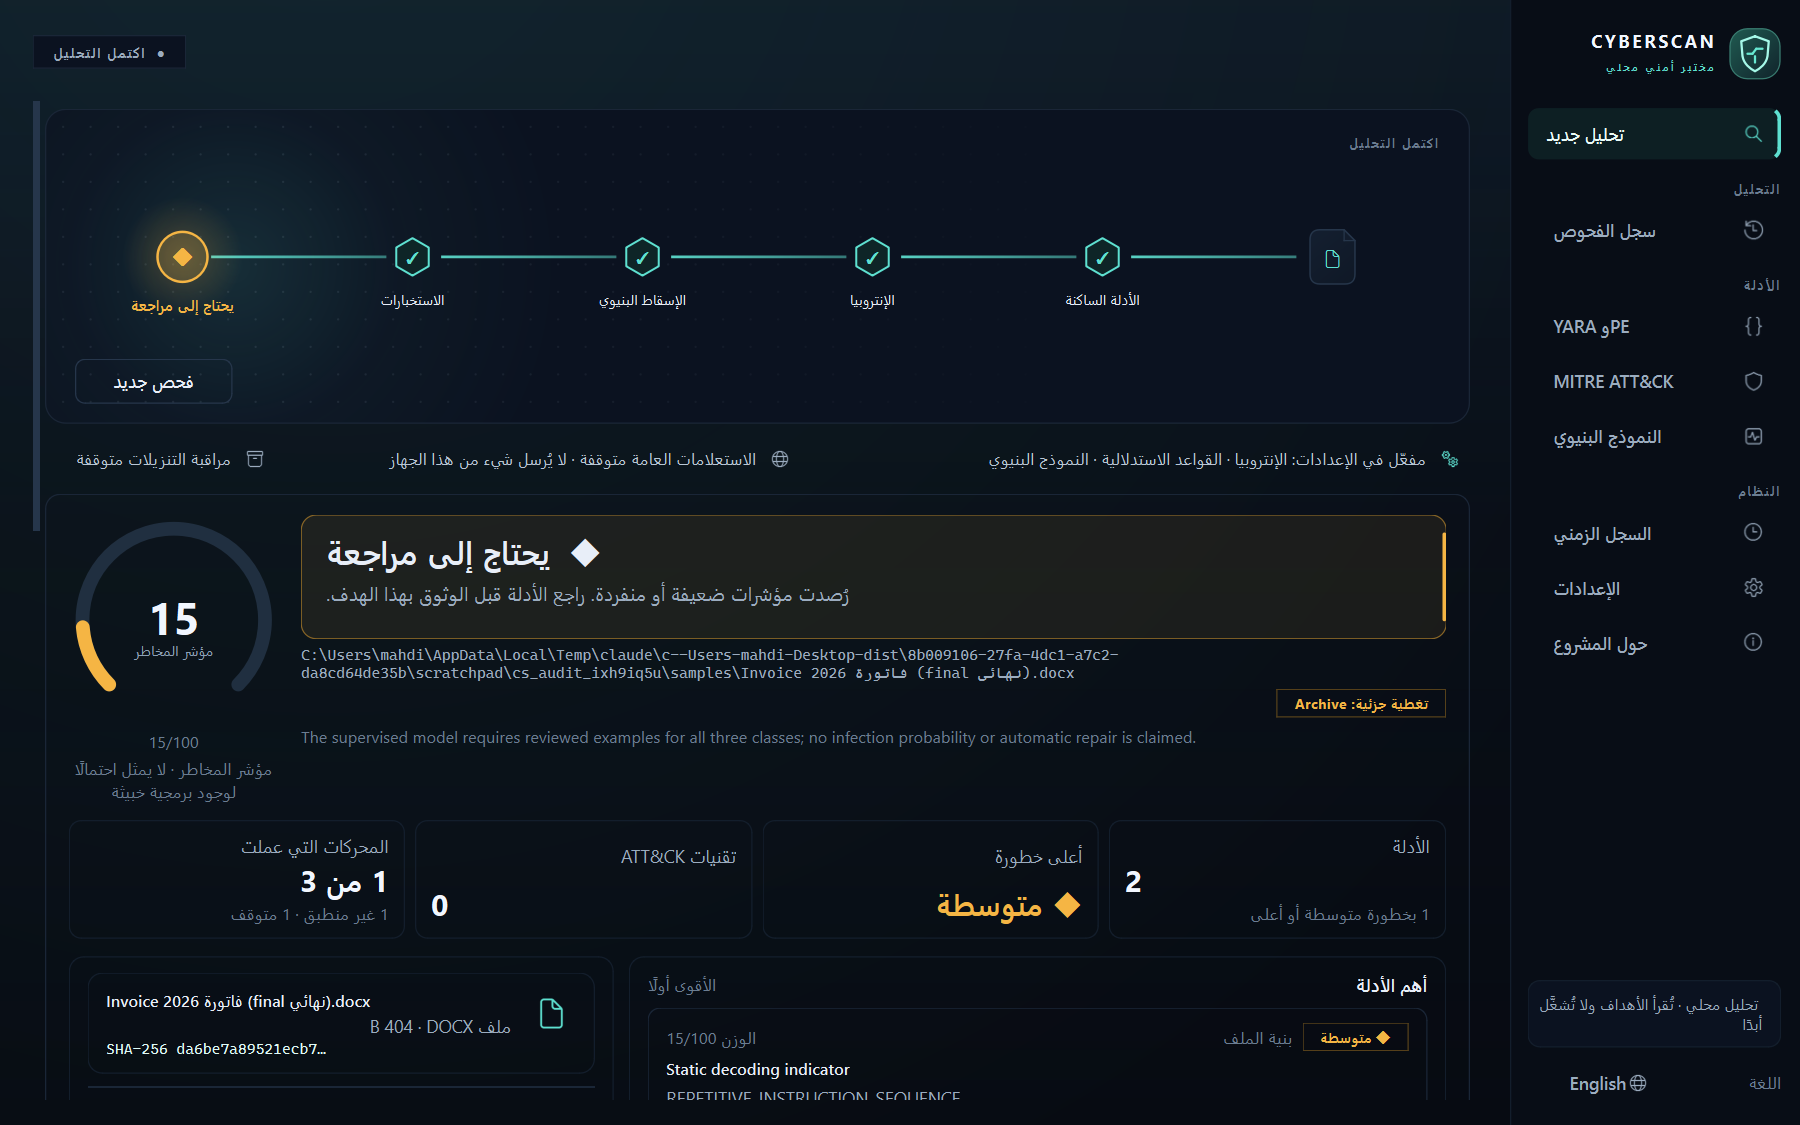 CYBERSCAN
مختبر أمني محلي
تحليل جديد
التحليل
سجل الفحوص
الأدلة
YARA وPE
MITRE ATT&CK
النموذج البنيوي
النظام
السجل الزمني
الإعدادات
حول المشروع
تحليل محلي · تُقرأ الأهداف ولا تُشغَّل
أبدًا
اللغة
English
اكتمل التحليل
اكتمل التحليل
الأدلة الساكنة
الإنتروبيا
الإسقاط البنيوي
الاستخبارات
يحتاج إلى مراجعة
فحص جديد
مفعّل في الإعدادات: الإنتروبيا · القواعد الاستدلالية · النموذج البنيوي
الاستعلامات العامة متوقفة · لا يُرسل شيء من هذا الجهاز
مراقبة التنزيلات متوقفة
يحتاج إلى مراجعة
رُصدت مؤشرات ضعيفة أو منفردة. راجع الأدلة قبل الوثوق بهذا الهدف.
C:\Users\mahdi\AppData\Local\Temp\claude\c--Users-mahdi-Desktop-dist\8b009106-27fa-4dc1-a7c2-
da8cd64de35b\scratchpad\cs_audit_ixh9iq5u\samples\Invoice 2026 فاتورة (final نهائي).docx
تغطية جزئية: Archive
The supervised model requires reviewed examples for all three classes; no infection probability or automatic repair is claimed.
15
مؤشر المخاطر
15/100
مؤشر المخاطر · لا يمثل احتمالًا
لوجود برمجية خبيثة
الأدلة
2
1 بخطورة متوسطة أو أعلى
أعلى خطورة
متوسطة
تقنيات ATT&CK
0
المحركات التي عملت
1 من 3
1 غير منطبق · 1 متوقف
أهم الأدلة
الأقوى أولًا
متوسطة
بنية الملف
الوزن 15/100
Static decoding indicator
REPETITIVE_INSTRUCTION_SEQUENCE
Invoice 2026 فاتورة (final نهائي).docx
ملف DOCX · 404 B
SHA-256 da6be7a89521ecb7…